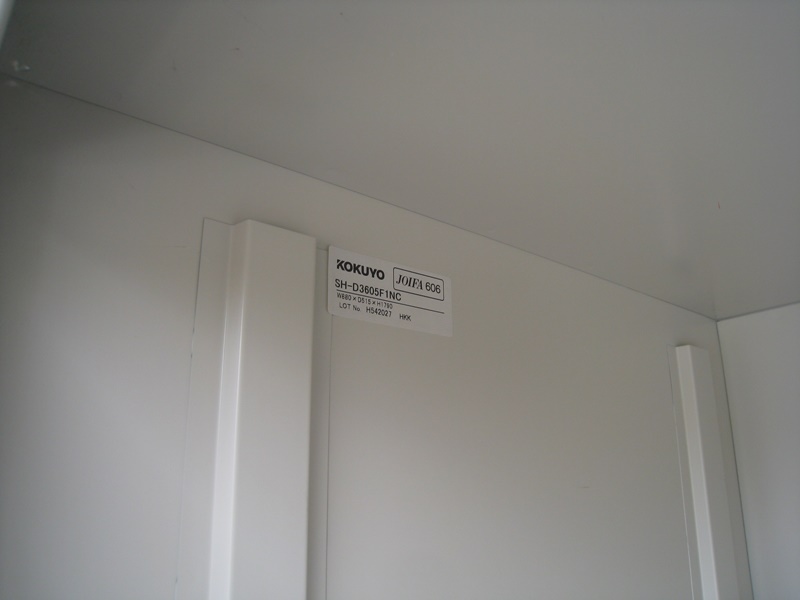 KOKUYO JOIFA 606
SH-D3605F1NC
W880×D515×H1790
LOT No. H542027 HKK